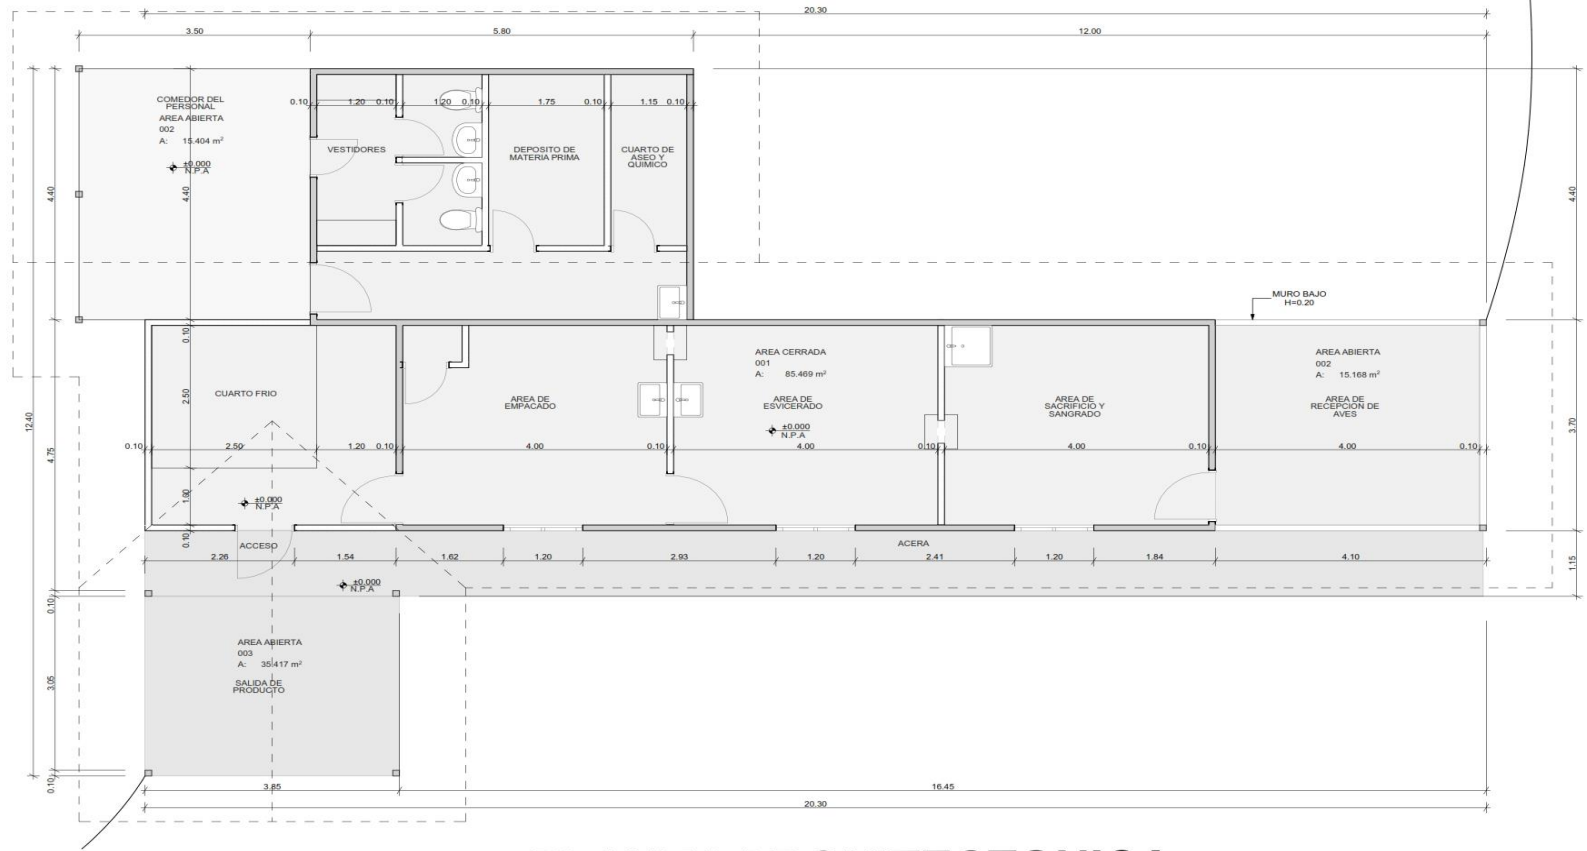 20.30
3.50
5.80
12.00
COMEDOR DEL
PERSONAL
AREA ABIERTA
002
A: 15.404 m²
±0.000
N.P.A
0.10
1.20
0.10
1.20
0.10
1.75
0.10
1.15
0.10
VESTIDORES
DEPOSITO DE
MATERIA PRIMA
CUARTO DE
ASEO Y
QUIMICO
4.40
4.40
4.40
MURO BAJO
H=0.20
12.40
4.75
0.10
2.50
1.60
0.10
CUARTO FRIO
AREA DE
EMPACADO
AREA CERRADA
001
A: 85.469 m²
AREA DE
ESVICERADO
±0.000
N.P.A
AREA DE
SACRIFICIO Y
SANGRADO
AREA ABIERTA
002
A: 15.168 m²
AREA DE
RECEPCION DE
AVES
3.70
0.10
2.50
1.20
0.10
4.00
0.10
4.00
0.10
4.00
0.10
4.00
0.10
±0.000
N.P.A
ACCESO
ACERA
2.26
1.54
1.62
1.20
2.93
1.20
2.41
1.20
1.84
4.10
1.15
±0.000
N.P.A
0.10
3.05
0.10
AREA ABIERTA
003
A: 35.417 m²
SALIDA DE
PRODUCTO
3.85
16.45
20.30